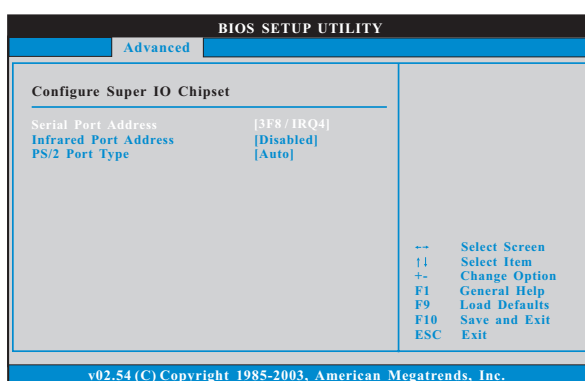 BIOS SETUP UTILITY
Advanced
Configure Super IO Chipset
Serial Port Address [3F8 / IRQ4]
Infrared Port Address [Disabled]
PS/2 Port Type [Auto]
←→ Select Screen
↑↓ Select Item
+- Change Option
F1 General Help
F9 Load Defaults
F10 Save and Exit
ESC Exit
v02.54 (C) Copyright 1985-2003, American Megatrends, Inc.